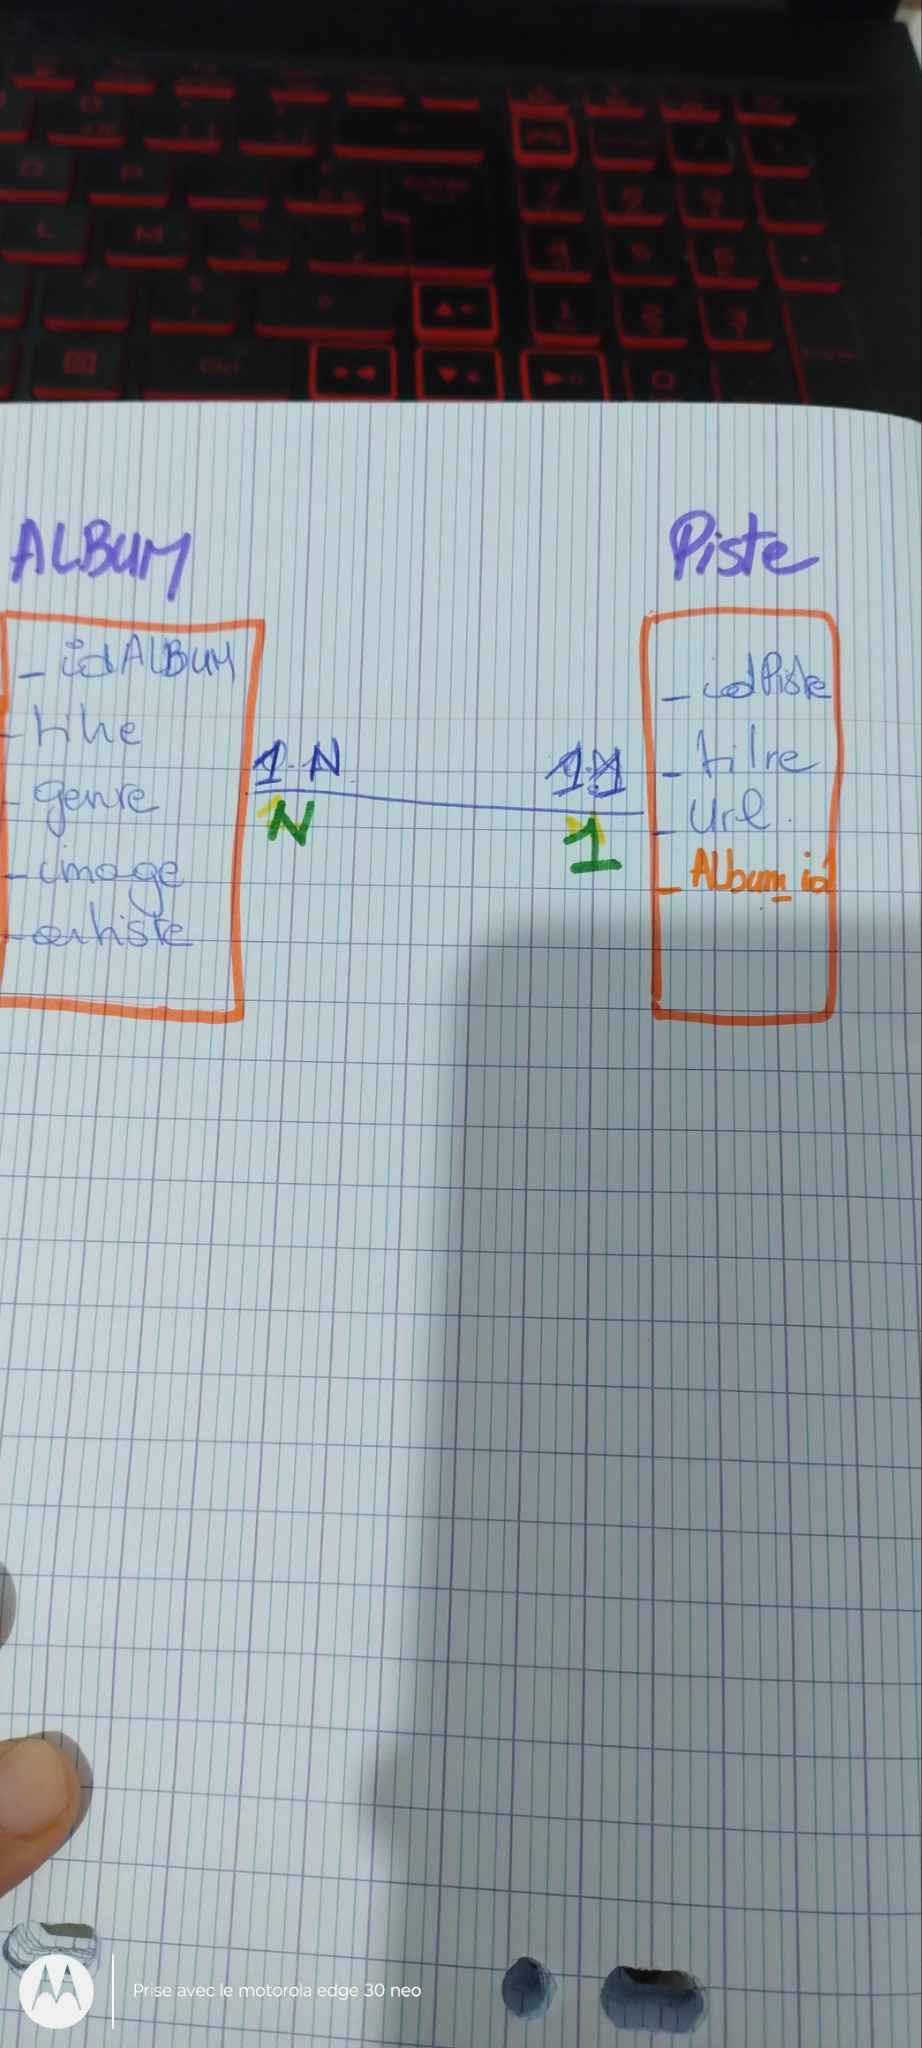 ALBUM
Piste
- idALBUM
- titre
- genre
- image
- artiste
1.N
N
1.1
1
- idPiste
- titre
- Url.
- Album_id
Prise avec le motorola edge 30 neo